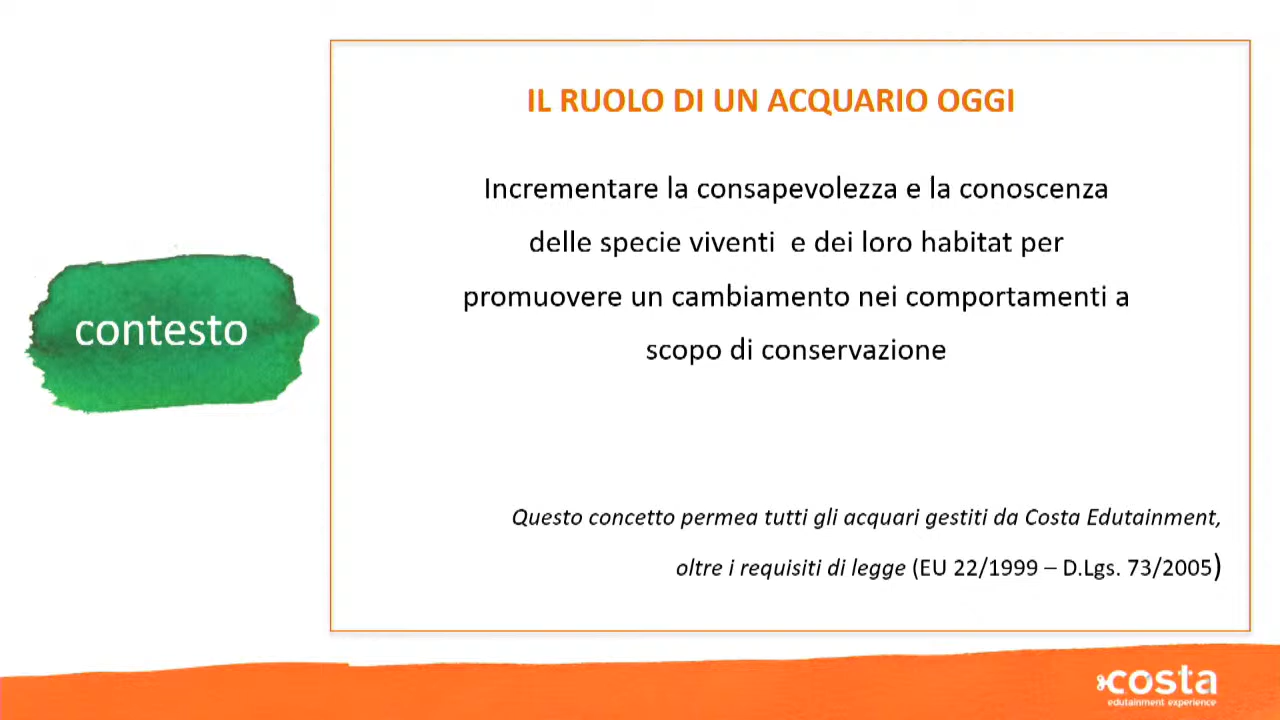 IL RUOLO DI UN ACQUARIO OGGI
Incrementare la consapevolezza e la conoscenza
delle specie viventi e dei loro habitat per
promuovere un cambiamento nei comportamenti a
scopo di conservazione
contesto
Questo concetto permea tutti gli acquari gestiti da Costa Edutainment,
oltre i requisiti di legge (EU 22/1999 – D.Lgs. 73/2005)
costa
edutainment experience